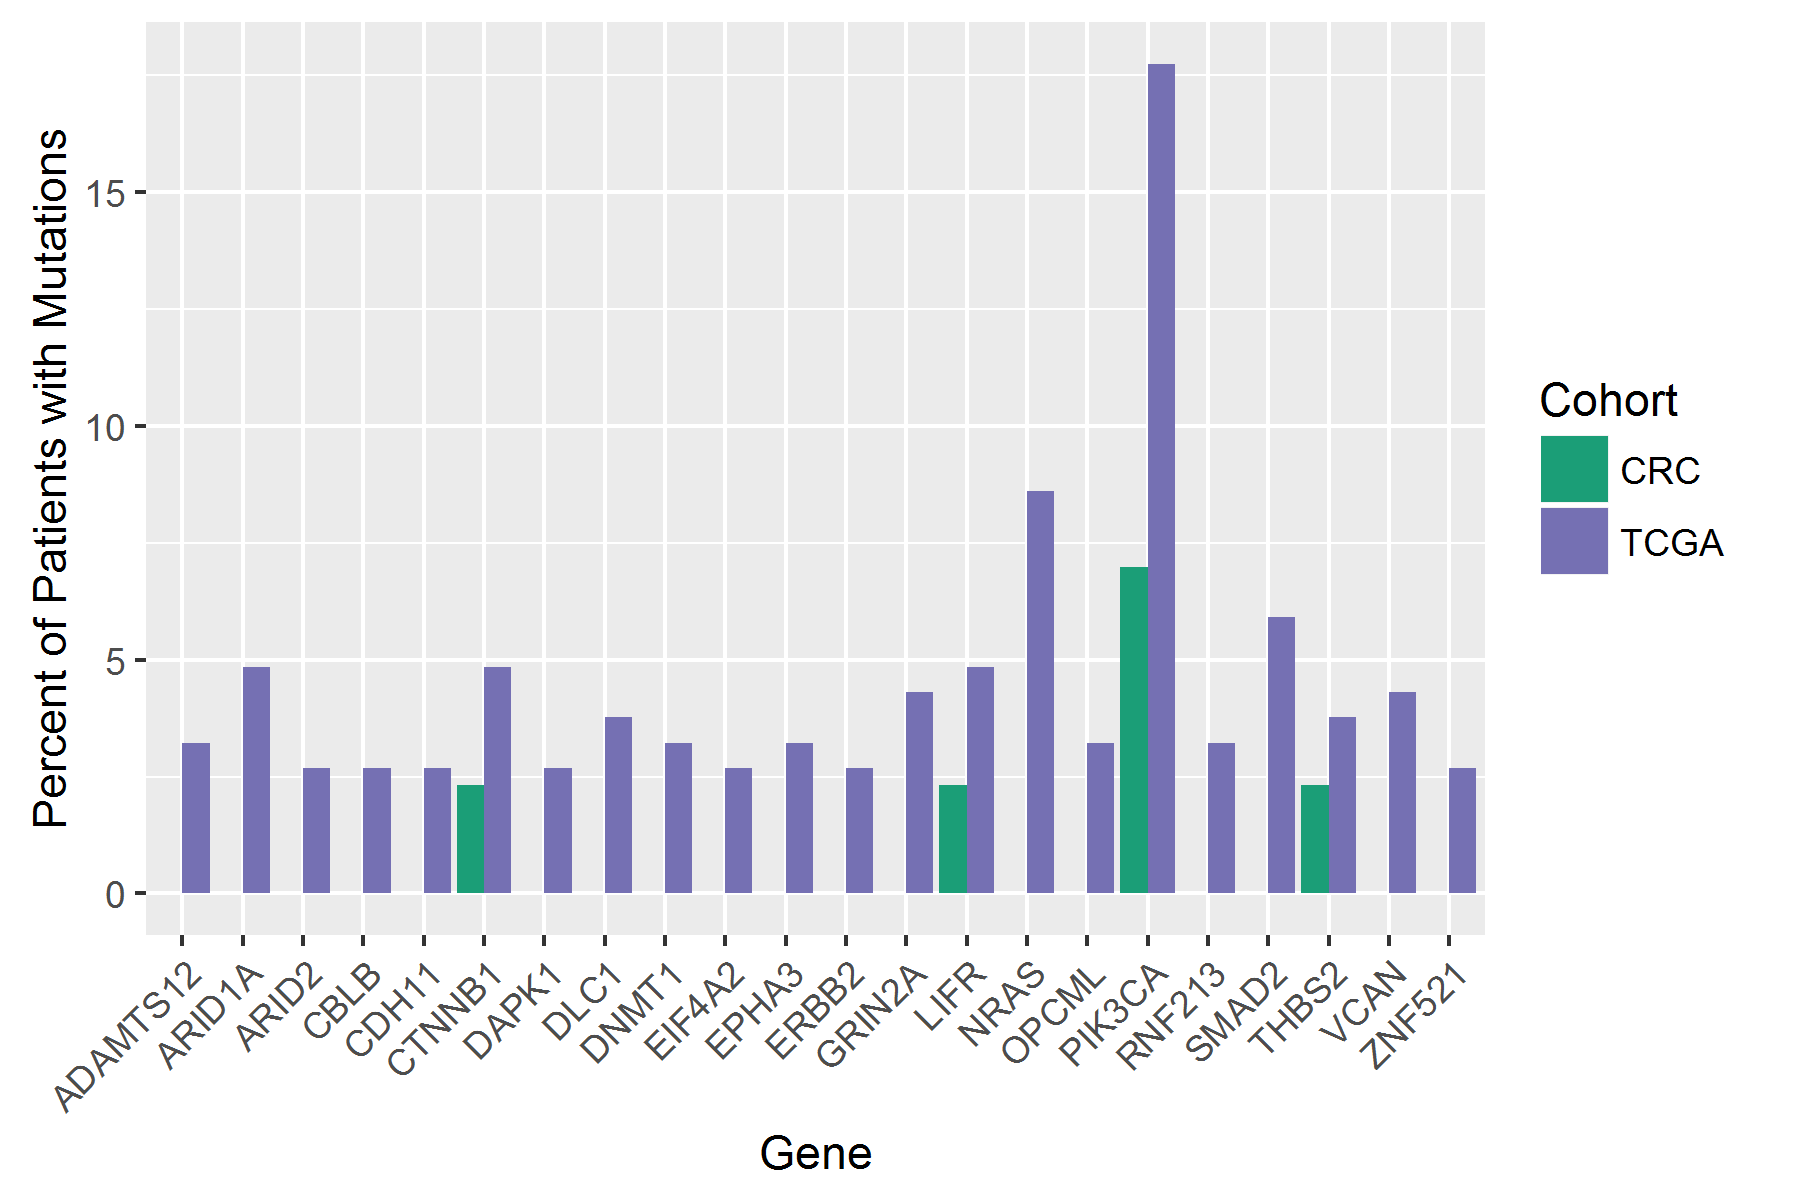 Percent of Patients with Mutations
15
10
5
0
ADAMTS12
ARID1A
ARID2
CBLB
CDH11
CTNNB1
DAPK1
DLC1
DNMT1
EIF4A2
EPHA3
ERBB2
GRIN2A
LIFR
NRAS
OPCML
PIK3CA
RNF213
SMAD2
THBS2
VCAN
ZNF521
Gene
Cohort
CRC
TCGA